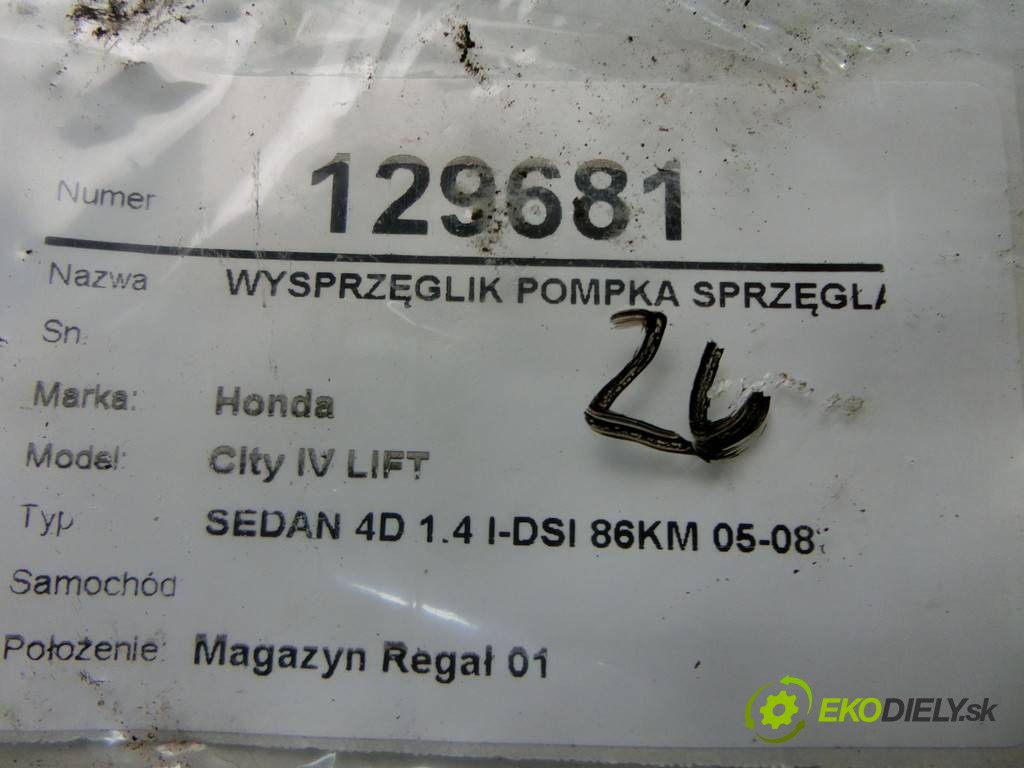 Numer 129681
Nazwa WYSPRZĘGLIK POMPKA SPRZĘGŁA
Sn:
26
Marka: Honda
Model: City IV LIFT
Typ SEDAN 4D 1.4 I-DSI 86KM 05-08
Samochód
Położenie: Magazyn Regał 01
EKODIELY.sk